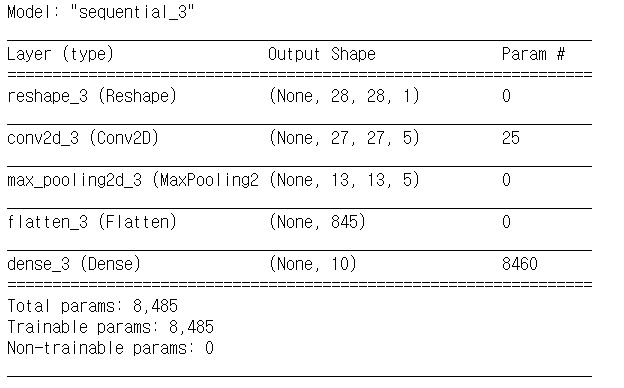 Model: "sequential_3"
Layer (type) Output Shape Param #
reshape_3 (Reshape) (None, 28, 28, 1) 0
conv2d_3 (Conv2D) (None, 27, 27, 5) 25
max_pooling2d_3 (MaxPooling2 (None, 13, 13, 5) 0
flatten_3 (Flatten) (None, 845) 0
dense_3 (Dense) (None, 10) 8460
Total params: 8,485
Trainable params: 8,485
Non-trainable params: 0